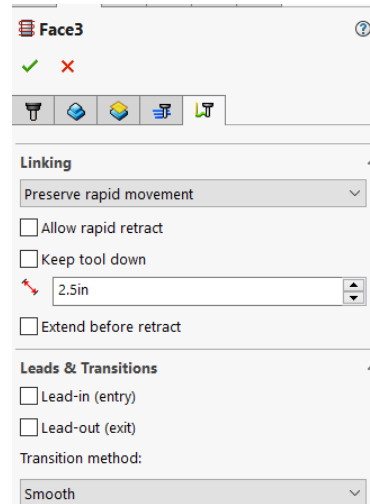 Face3
Linking
Preserve rapid movement
Allow rapid retract
Keep tool down
2.5in
Extend before retract
Leads & Transitions
Lead-in (entry)
Lead-out (exit)
Transition method:
Smooth